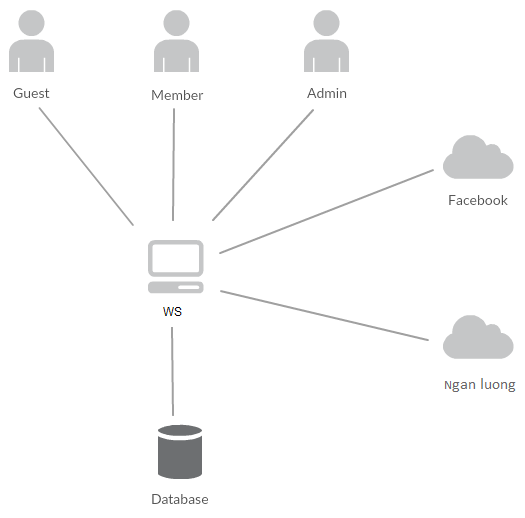 Guest
Member
Admin
Facebook
WS
Ngan luong
Database